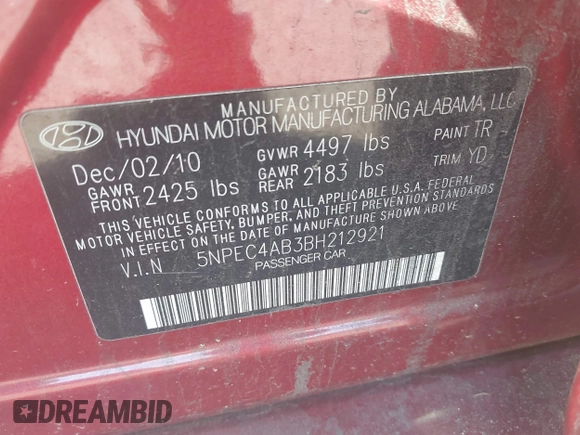 MANUFACTURED BY
HYUNDAI MOTOR MANUFACTURING ALABAMA, LLC
Dec/02/10 GVWR 4497 lbs PAINT TR
GAWR FRONT 2425 lbs GAWR REAR 2183 lbs TRIM YD
THIS VEHICLE CONFORMS TO ALL APPLICABLE U.S.A. FEDERAL
MOTOR VEHICLE SAFETY, BUMPER, AND THEFT PREVENTION STANDARDS
IN EFFECT ON THE DATE OF MANUFACTURE SHOWN ABOVE
V.I.N 5NPEC4AB3BH212921
PASSENGER CAR
DREAMBID